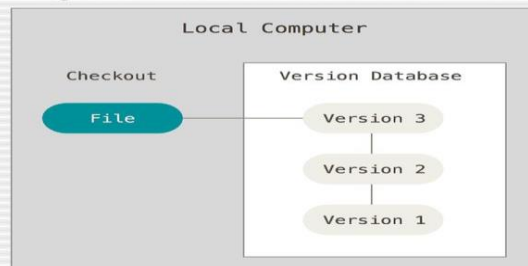 Local Computer
Checkout
Version Database
File
Version 3
Version 2
Version 1